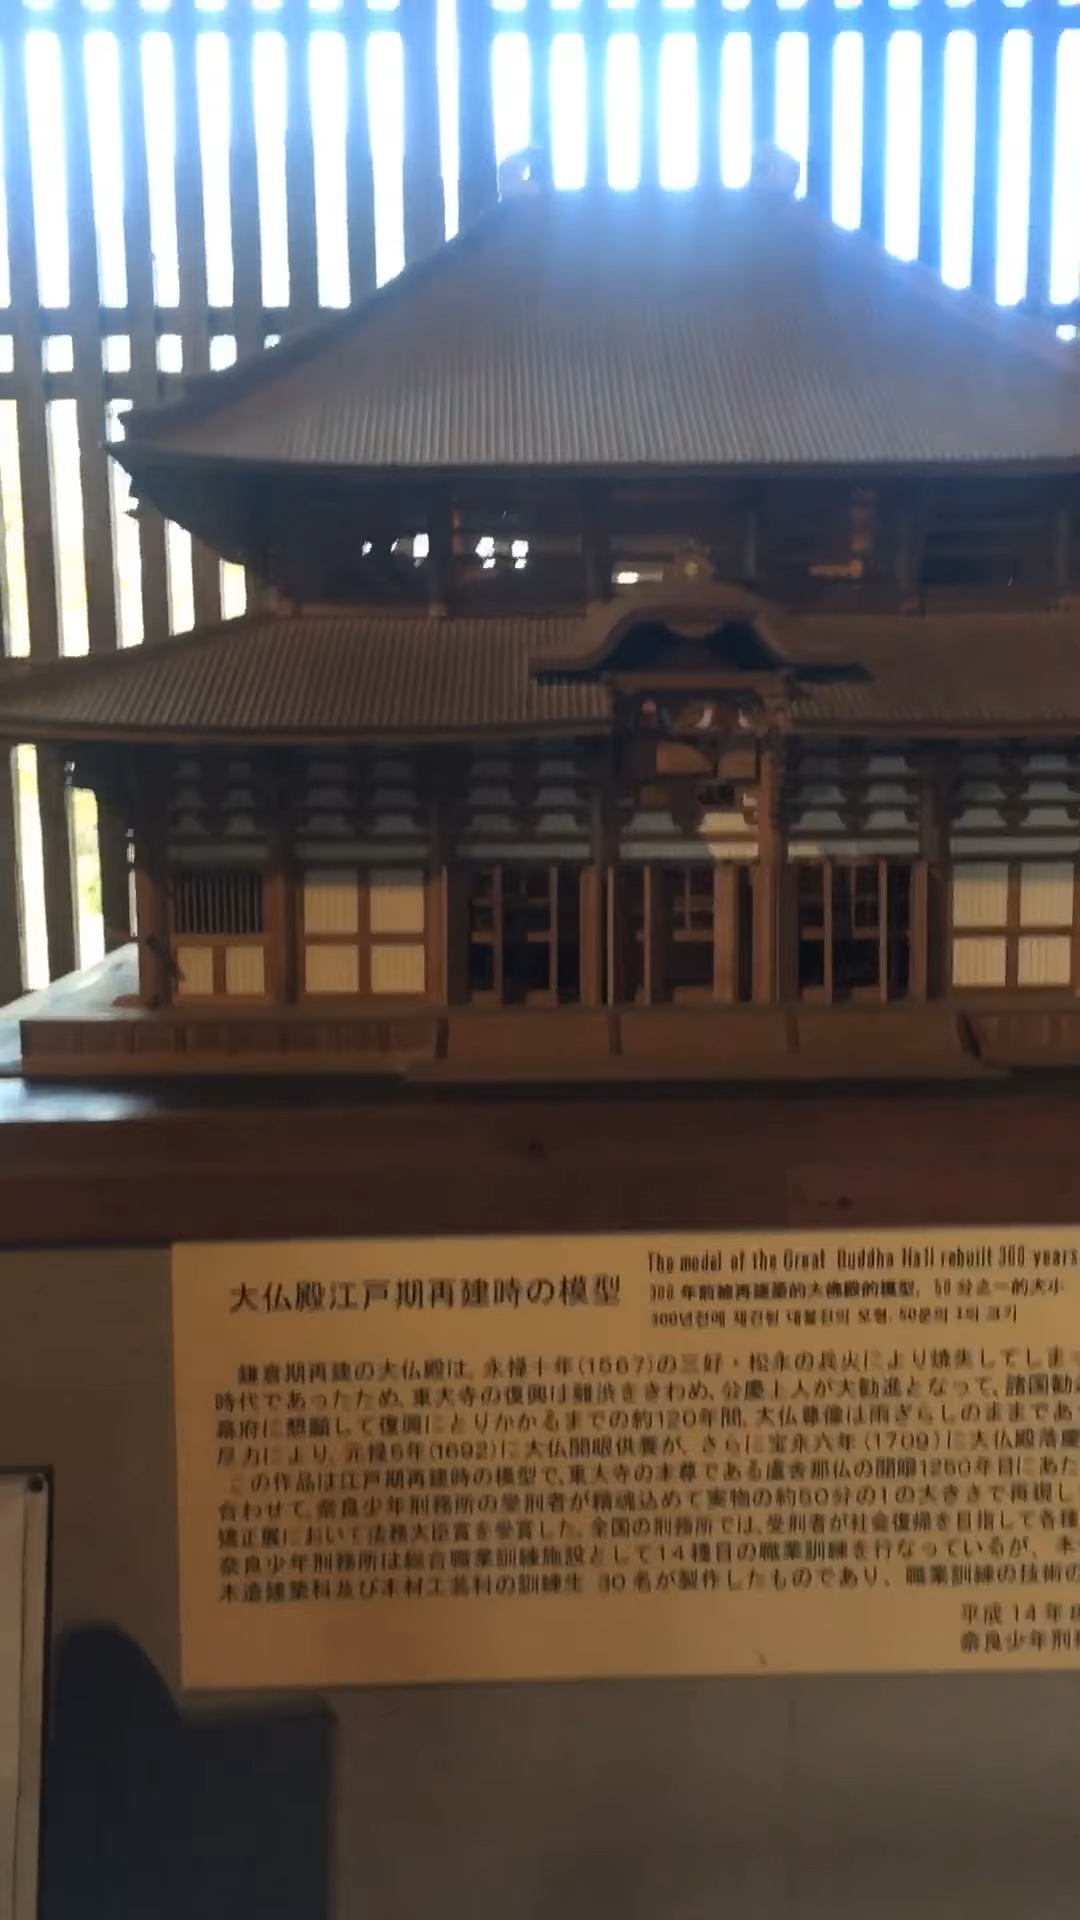 大仏殿江戸期再建時の模型
The model of the Great Buddha Hall rebuilt 300 years
300年前被再建築的大佛殿的模型，50分之一的大小
300년전에 재건된 대불전의 모형. 50분의 1의 크기
鎌倉期再建の大仏殿は、永禄十年(1567)の三好・松永の兵火により焼失してしまっ
時代であったため、東大寺の復興は難渋をきわめ、公慶上人が大勧進となって、諸国勧
幕府に懇願して復興にとりかかるまでの約120年間、大仏尊像は雨ざらしのままであ
尽力により、元禄5年(1692)に大仏開眼供養が、さらに宝永六年(1709)に大仏殿落慶
この作品は江戸期再建時の模型で、東大寺の本尊である盧舎那仏の開眼1250年目にあた
合わせて、奈良少年刑務所の受刑者が精魂込めて実物の約50分の1の大きさで再現し
矯正展において法務大臣賞を受賞した。全国の刑務所では、受刑者が社会復帰を目指して各種
奈良少年刑務所は総合職業訓練施設として14種目の職業訓練を行なっているが、本
木造建築科及び木材工芸科の訓練生 30名が製作したものであり、職業訓練の技術の
平成14年
奈良少年刑